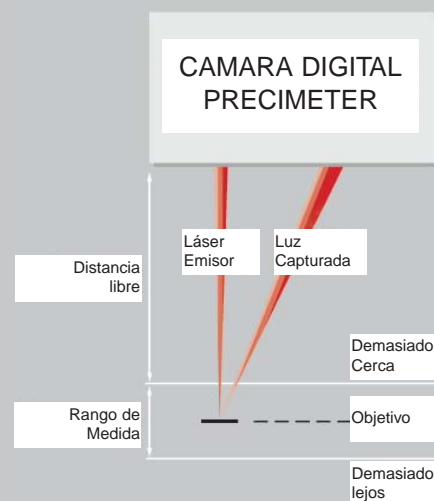 CAMARA DIGITAL
PRECIMETER
Láser
Emisor
Luz
Capturada
Distancia
libre
Demasiado
Cerca
Rango de
Medida
Objetivo
Demasiado
lejos